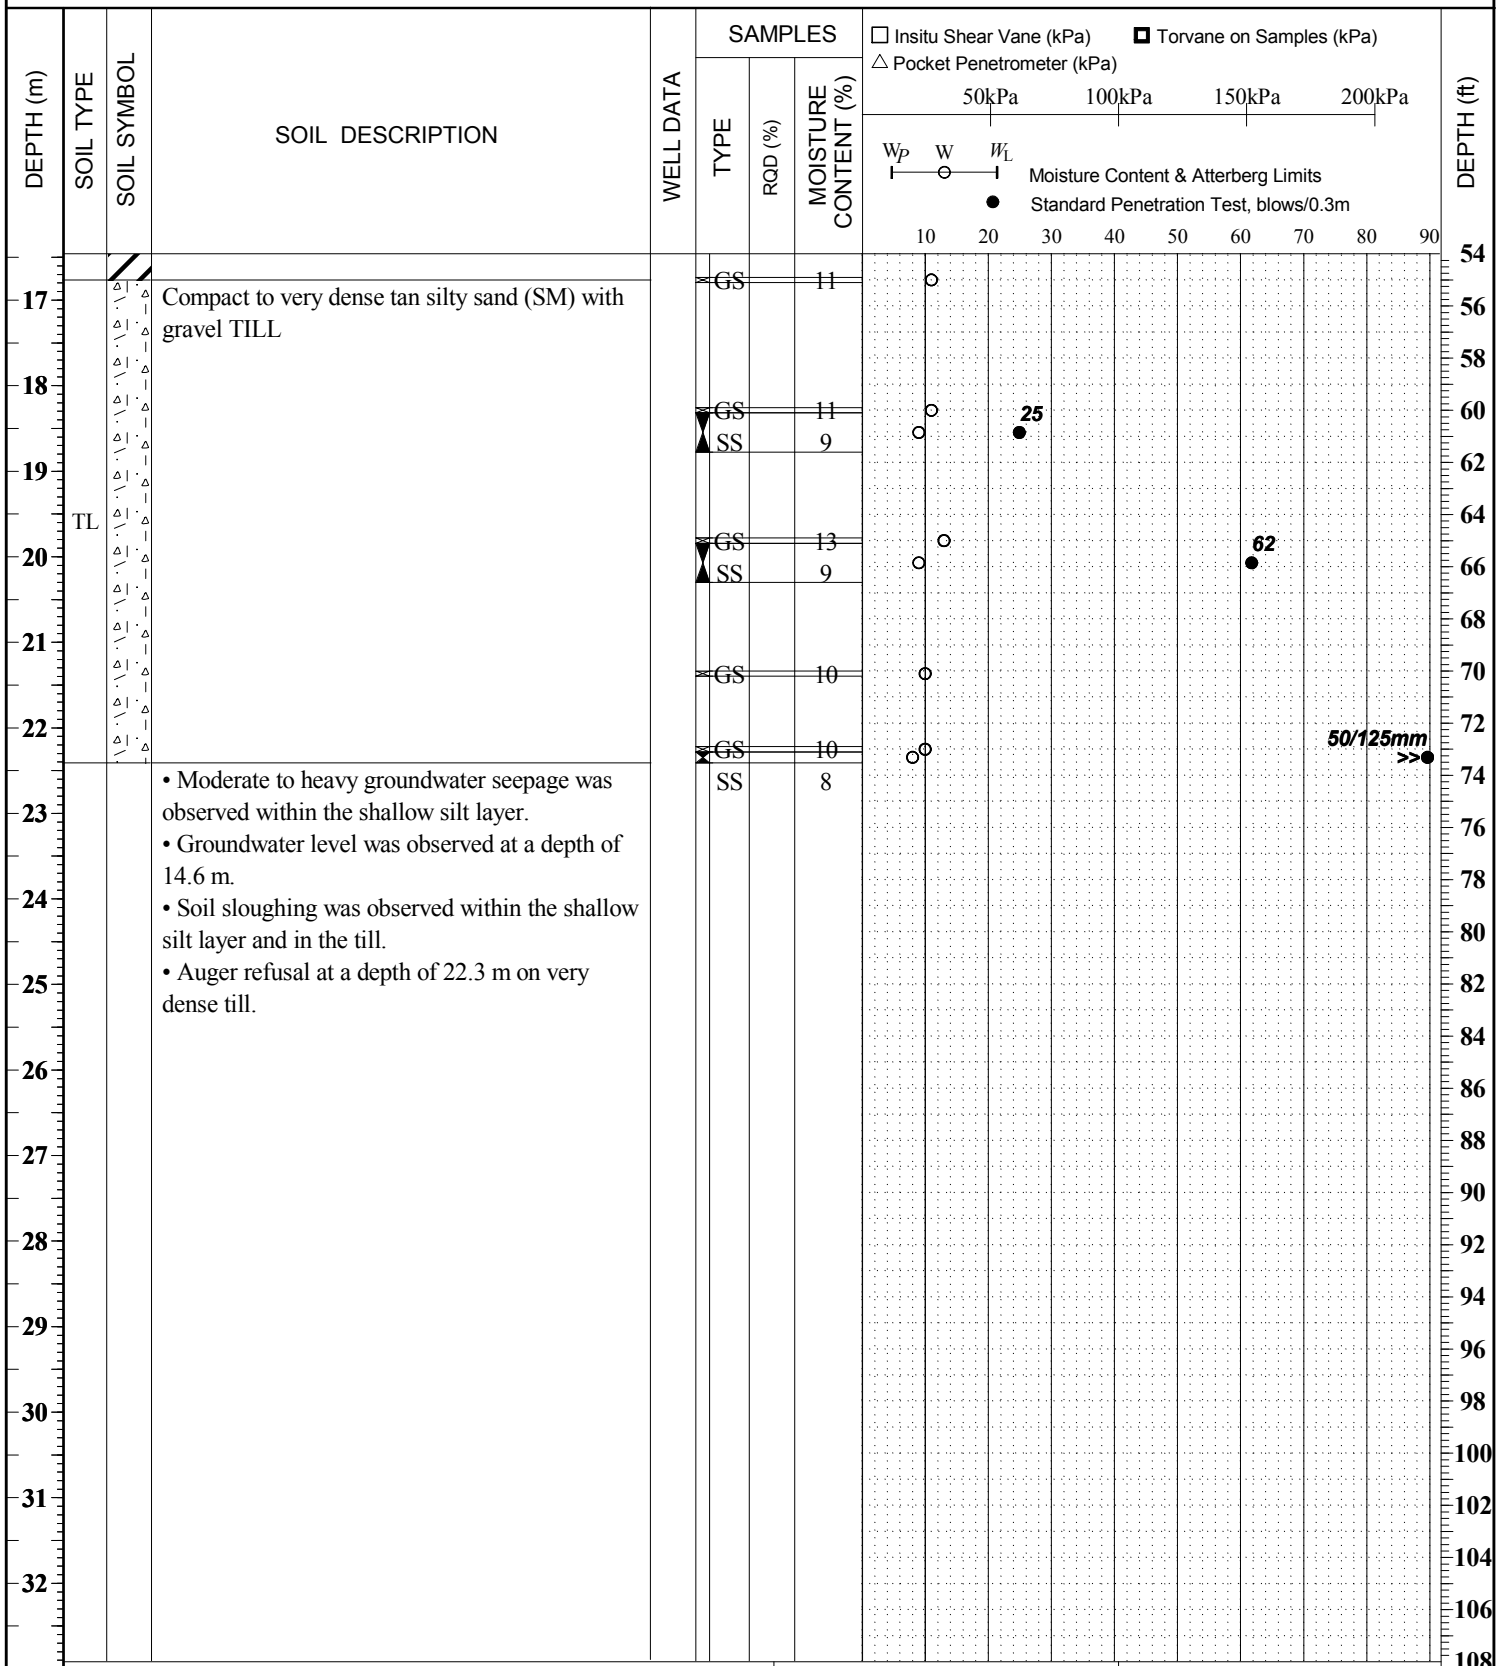 DEPTH (m)
SOIL TYPE
SOIL SYMBOL
SOIL DESCRIPTION
WELL DATA
SAMPLES
TYPE
RQD (%)
MOISTURE
CONTENT (%)
Insitu Shear Vane (kPa)
Torvane on Samples (kPa)
Pocket Penetrometer (kPa)
50kPa 100kPa 150kPa 200kPa
WP W WL
Moisture Content & Atterberg Limits
Standard Penetration Test, blows/0.3m
10 20 30 40 50 60 70 80 90
DEPTH (ft)
54
GS 11
17
Compact to very dense tan silty sand (SM) with
gravel TILL
56
58
18
GS 11
60
25
SS 9
19
62
TL
64
GS 13
62
20
SS 9
66
21
68
GS 10
70
22
72
50/125mm
GS 10
>>
74
• Moderate to heavy groundwater seepage was
observed within the shallow silt layer.
SS 8
23
76
• Groundwater level was observed at a depth of
14.6 m.
78
24
• Soil sloughing was observed within the shallow
silt layer and in the till.
80
• Auger refusal at a depth of 22.3 m on very
dense till.
25
82
84
26
86
27
88
90
28
92
94
29
96
30
98
100
31
102
104
32
106
108